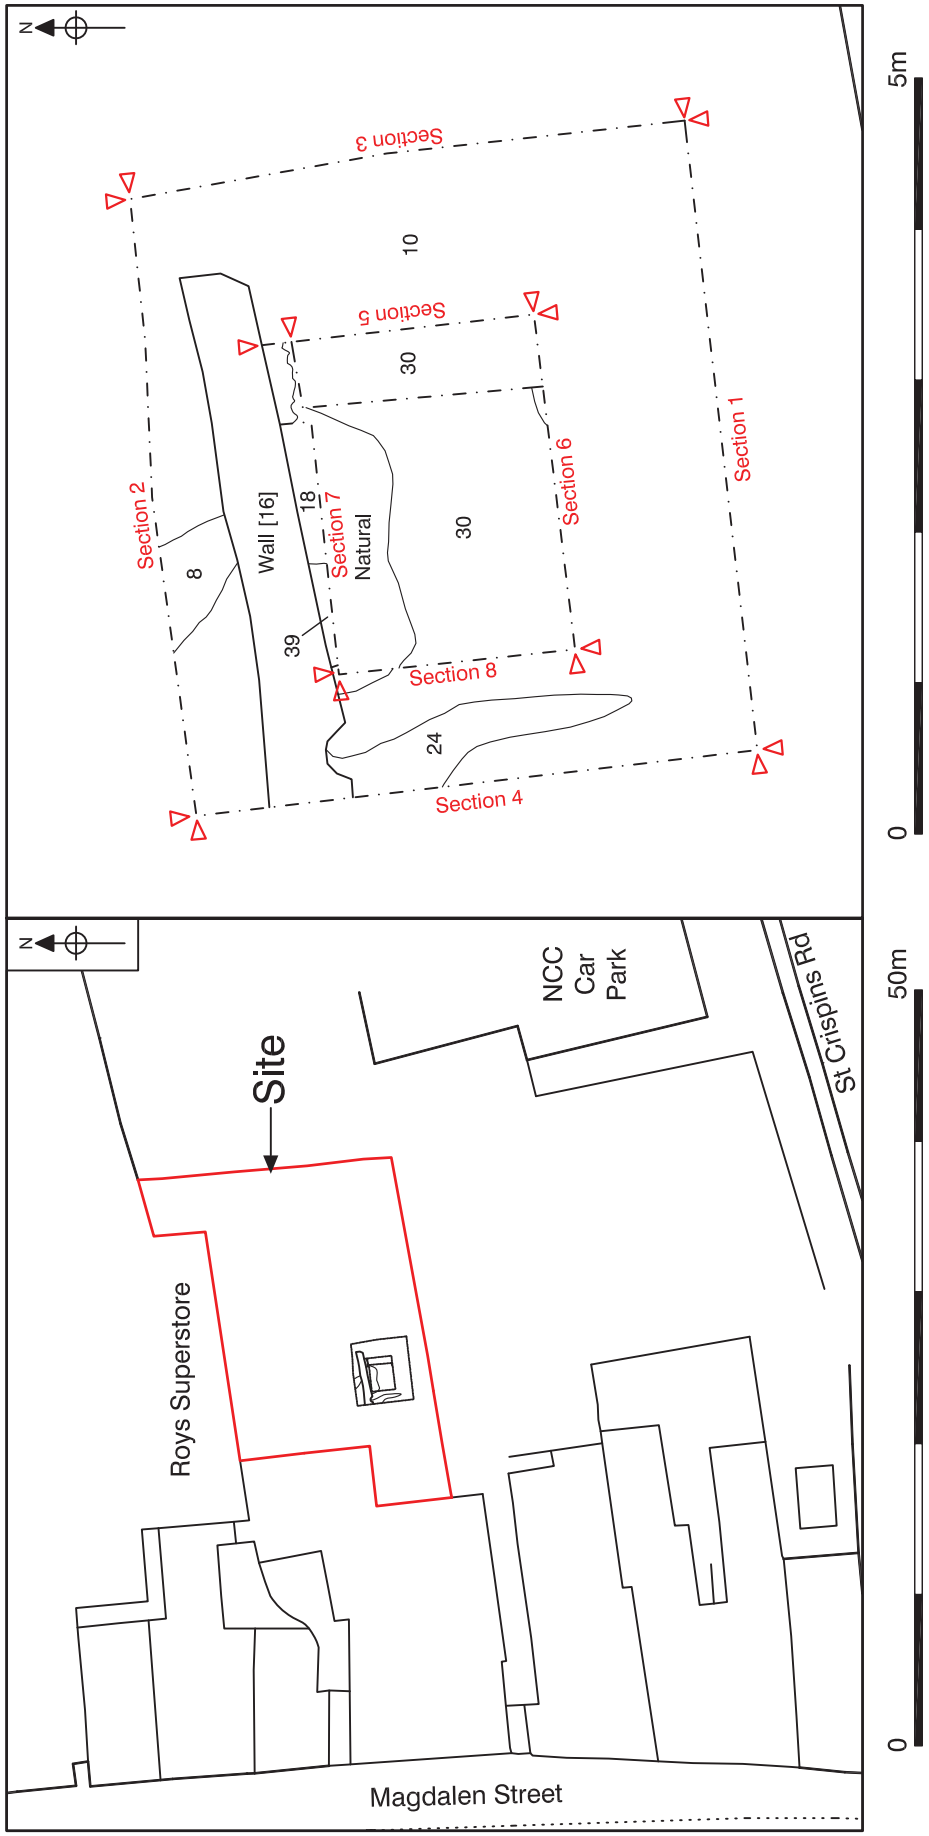 N
Roys Superstore
Site
NCC
Car
Park
St Crispins Rd
Magdalen Street
0
50m
N
Section 2
Section 3
8
Wall [16]
10
Section 5
30
18
Section 7
Natural
39
30
Section 6
Section 8
24
Section 4
Section 1
0
5m